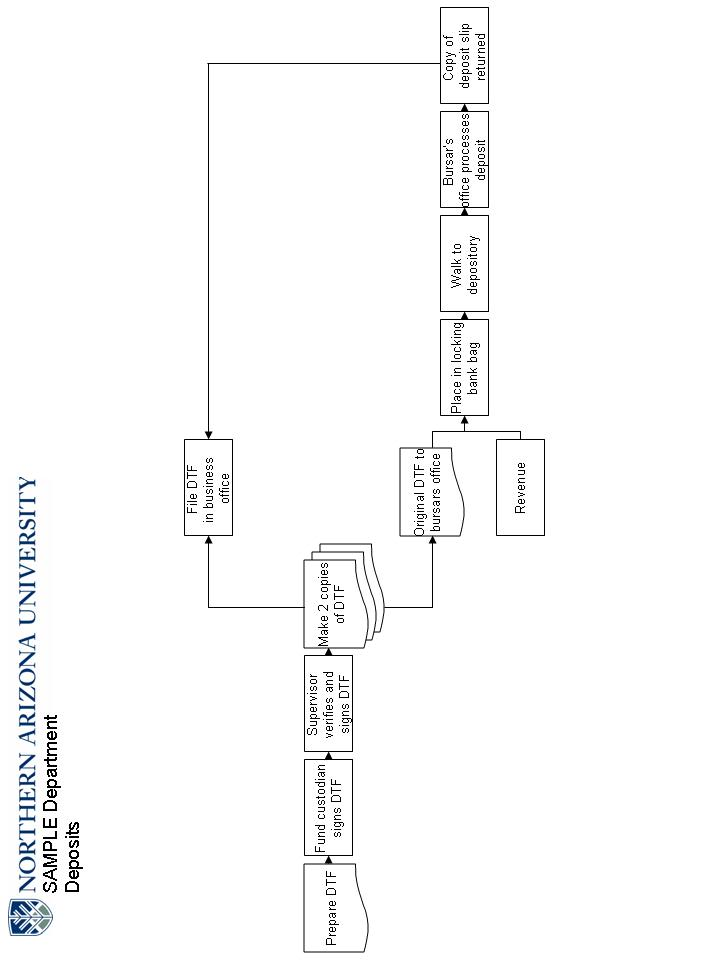 NORTHERN ARIZONA UNIVERSITY
SAMPLE Department
Deposits
Prepare DTF
Fund custodian
signs DTF
Supervisor
verifies and
signs DTF
Make 2 copies
of DTF
File DTF
in business
office
Original DTF to
bursars office
Revenue
Place in locking
bank bag
Walk to
depository
Bursar's
office processes
deposit
Copy of
deposit slip
returned